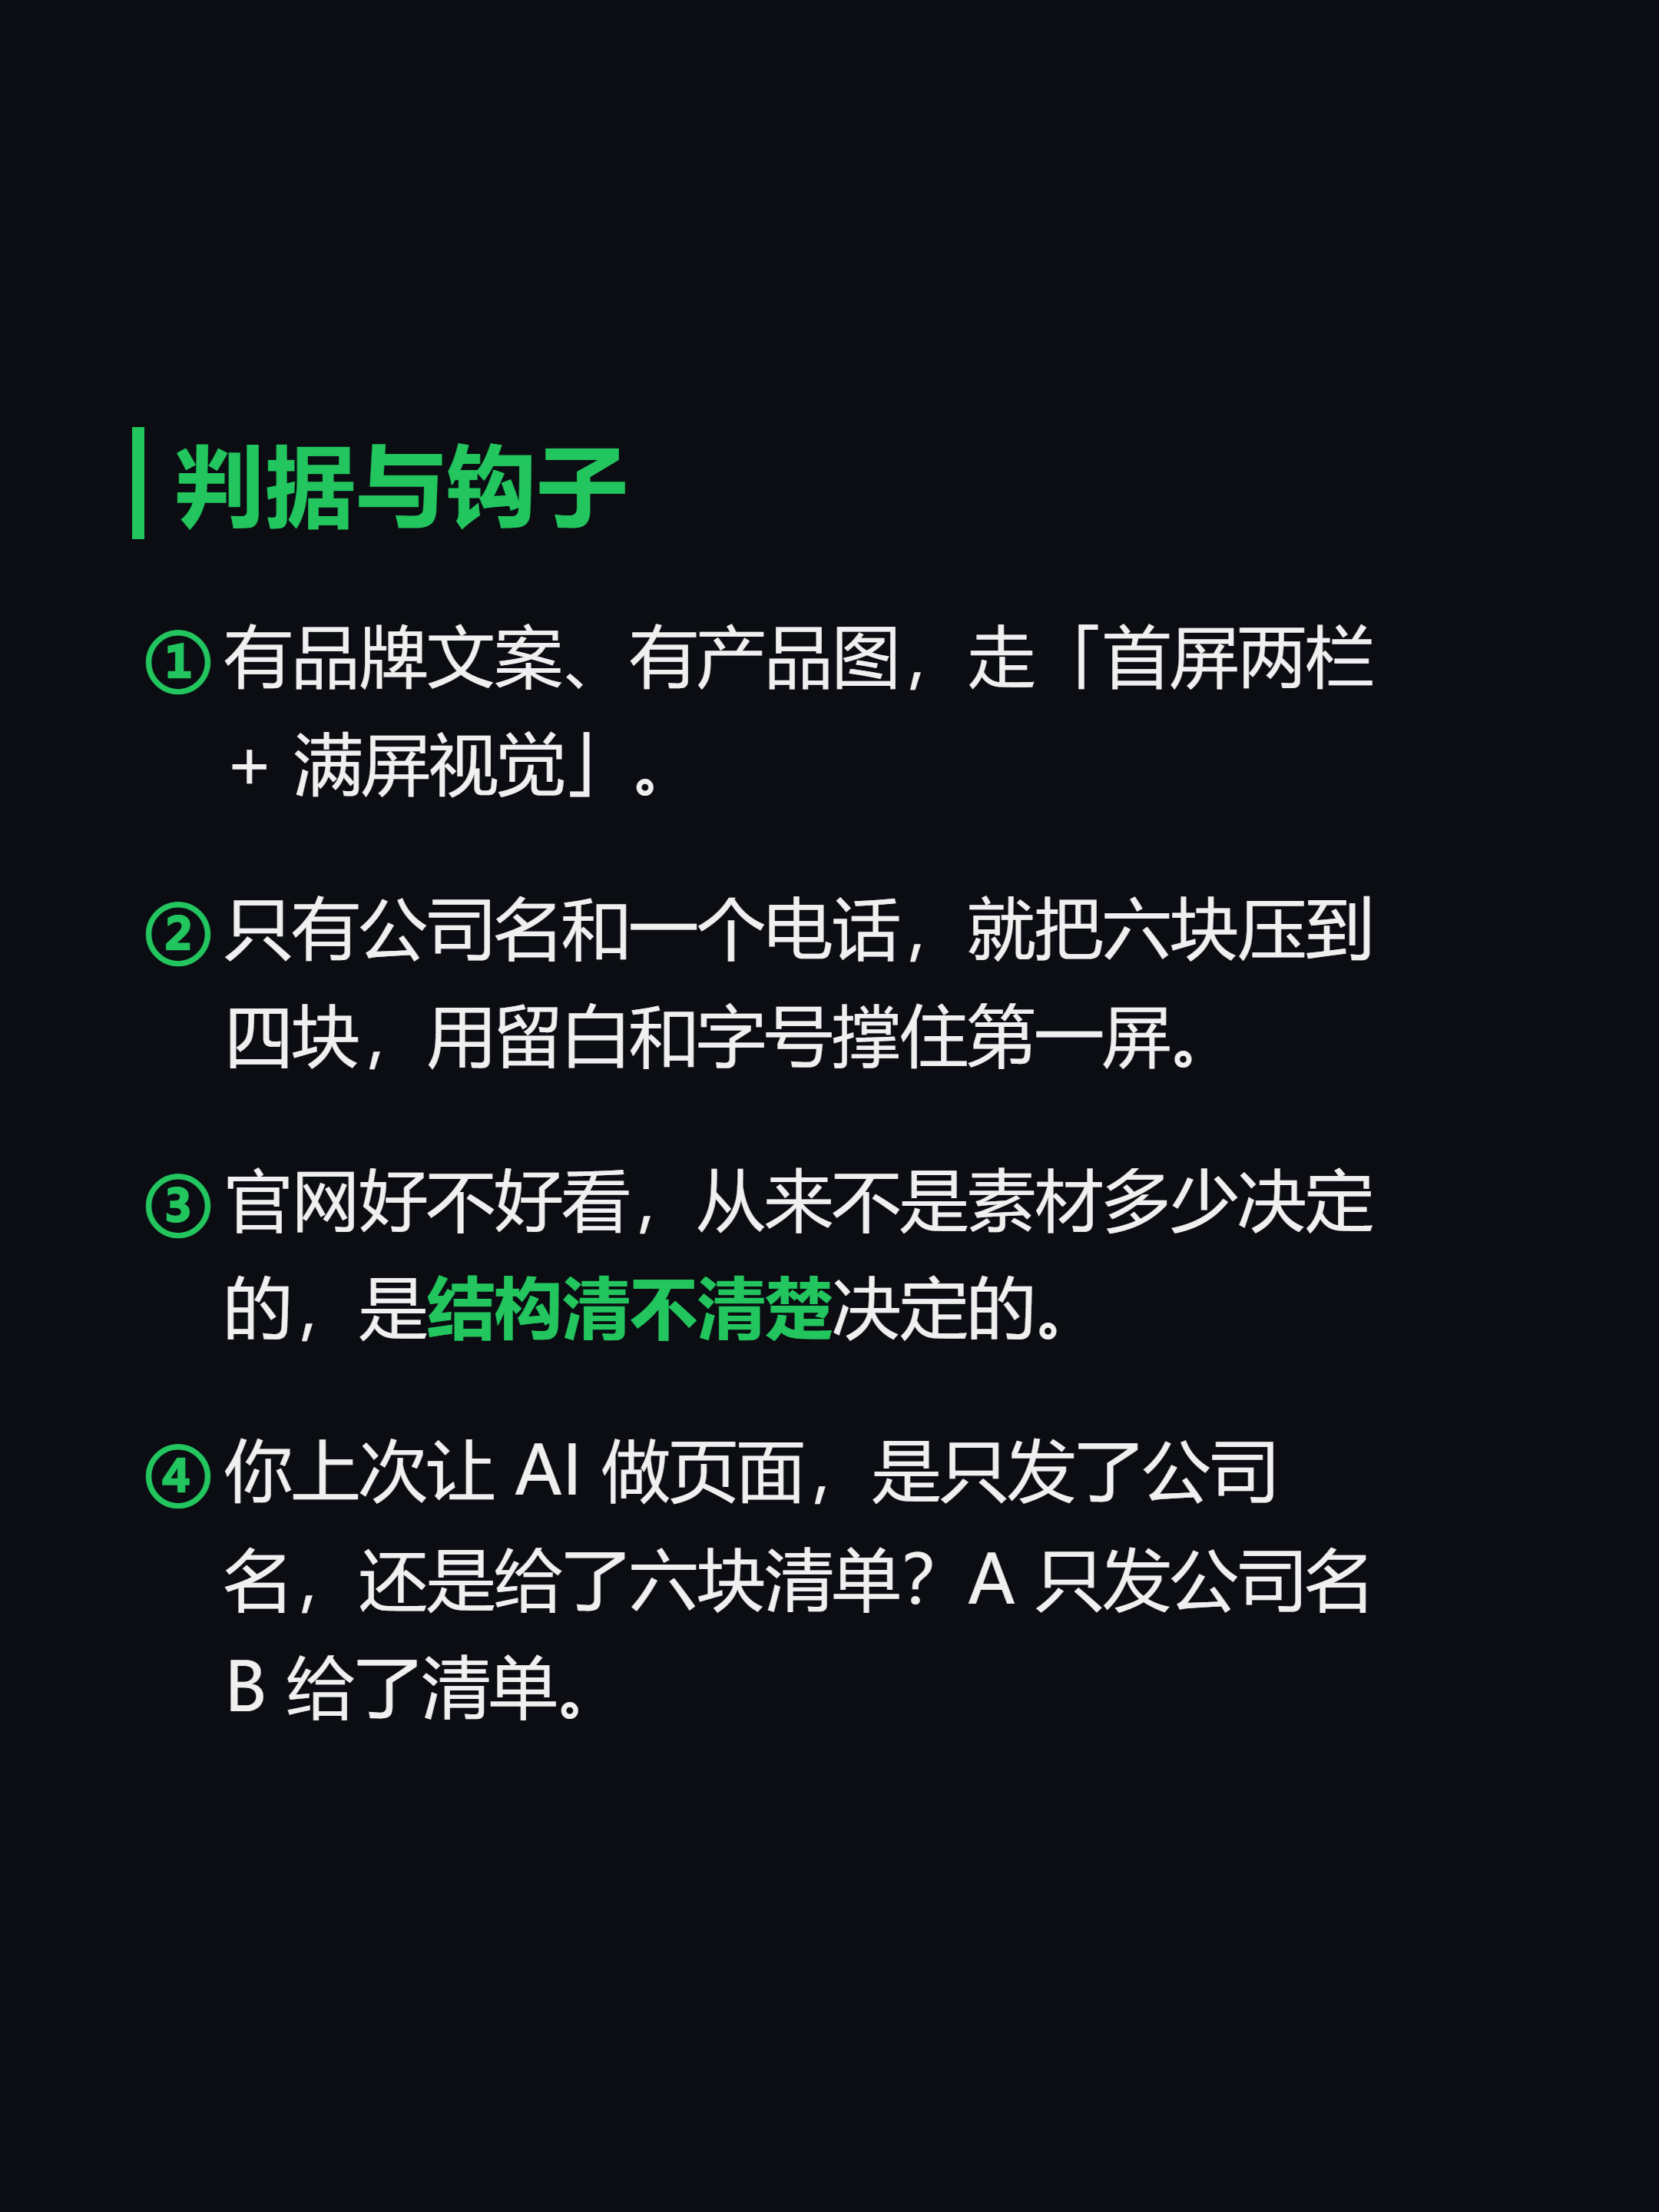 判据与钩子
①有品牌文案、有产品图，走「首屏两栏
+ 满屏视觉」。
②只有公司名和一个电话，就把六块压到
四块，用留白和字号撑住第一屏。
③官网好不好看，从来不是素材多少决定
的，是结构清不清楚决定的。
④你上次让 AI 做页面，是只发了公司
名，还是给了六块清单？A 只发公司名
B 给了清单。